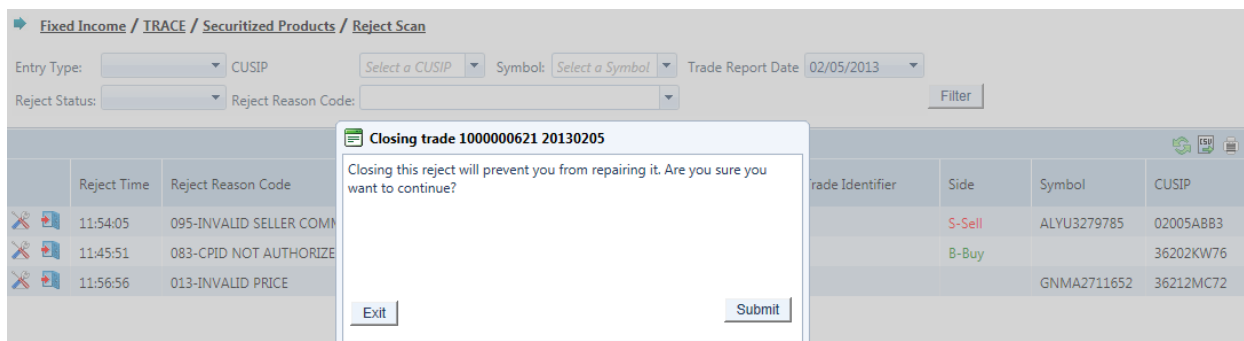 Fixed Income / TRACE / Securitized Products / Reject Scan
Entry Type: CUSIP Select a CUSIP Symbol: Select a Symbol Trade Report Date 02/05/2013
Reject Status: Reject Reason Code: Filter
Closing trade 1000000621 20130205
CSV
Closing this reject will prevent you from repairing it. Are you sure you
want to continue?
Reject Time Reject Reason Code Identifier Side Symbol CUSIP
11:54:05 095-INVALID SELLER S-Sell ALYU3279785 02005ABB3
11:45:51 083-CPID NOT B-Buy 36202KW76
11:56:56 013-INVALID PRICE GNMA2711652 36212MC72
Exit Submit